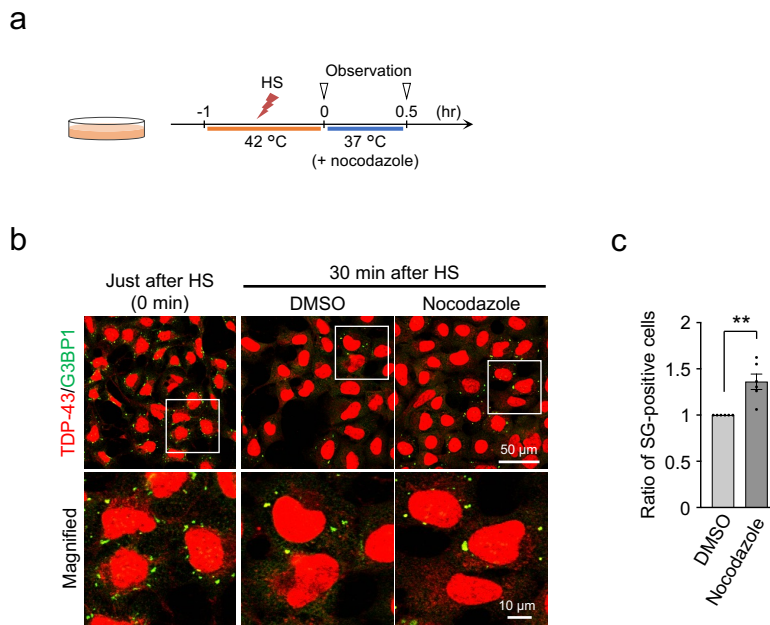 a
HS
Observation
-1
0
0.5
(hr)
42 °C
37 °C
(+ nocodazole)
b
Just after HS
(0 min)
30 min after HS
DMSO
Nocodazole
TDP-43/G3BP1
50 µm
Magnified
10 µm
c
Ratio of SG-positive cells
2
1.5
1
0.5
0
**
DMSO
Nocodazole